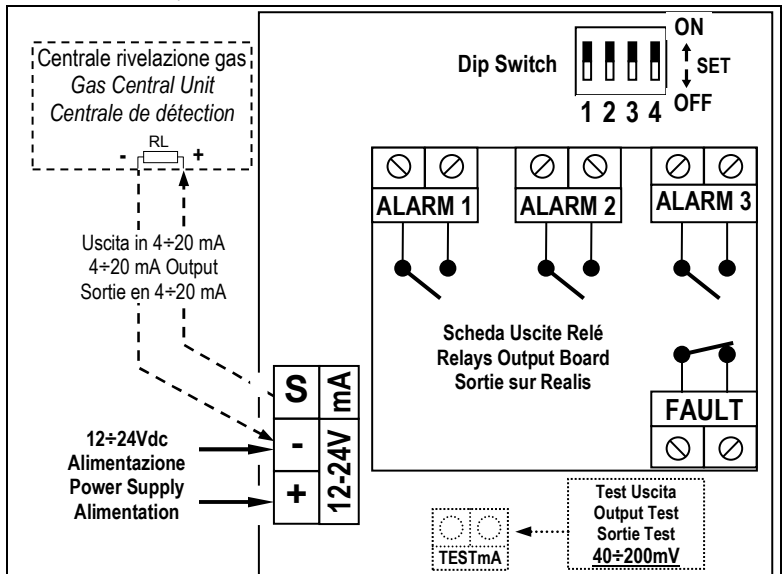 Centrale rivelazione gas
Gas Central Unit
Centrale de détection
RL
- +
Uscita in 4÷20 mA
4÷20 mA Output
Sortie en 4÷20 mA
Dip Switch
ON
SET
OFF
1 2 3 4
ALARM 1
ALARM 2
ALARM 3
Scheda Uscite Relé
Relays Output Board
Sortie sur Realis
FAULT
S
mA
-
+
12-24V
12÷24Vdc
Alimentazione
Power Supply
Alimentation
TESTmA
Test Uscita
Output Test
Sortie Test
40÷200mV